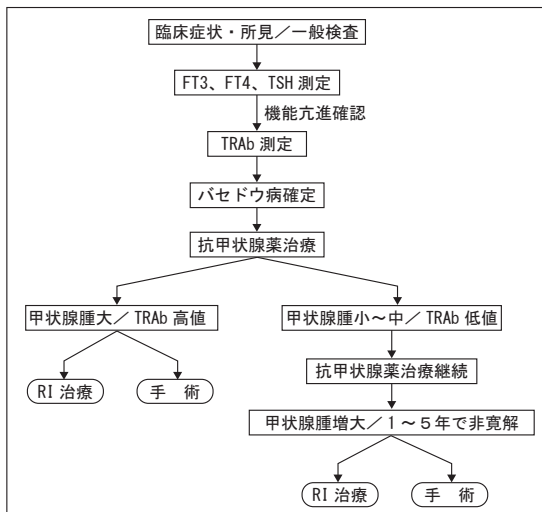 臨床症状・所見／一般検査
FT3、FT4、TSH 測定
機能亢進確認
TRAb 測定
バセドウ病確定
抗甲状腺薬治療
甲状腺腫大／TRAb 高値
甲状腺腫小～中／TRAb 低値
RI 治療
手　術
抗甲状腺薬治療継続
甲状腺腫増大／１～５年で非寛解
RI 治療
手　術